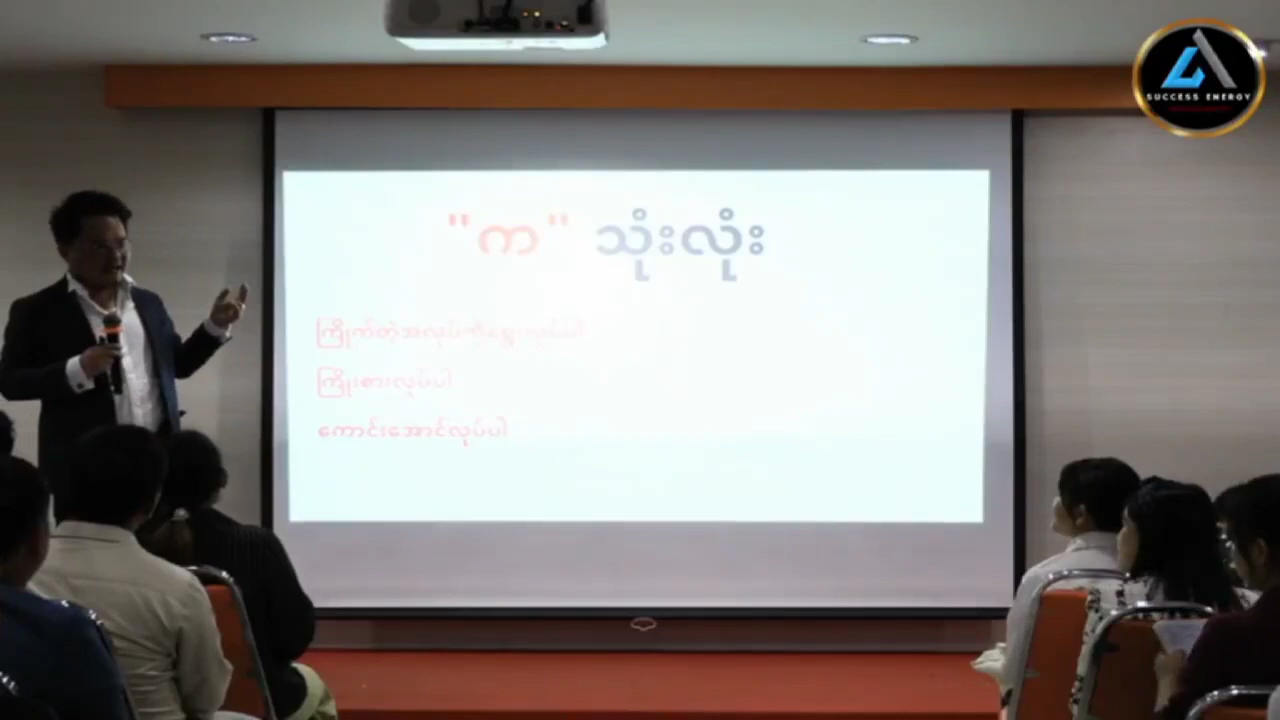 SUCCESS ENERGY
"က" သုံးလုံး
ကြိုက်တဲ့အလုပ်ကိုရွေးလုပ်ပါ
ကြိုးစားလုပ်ပါ
ကောင်းအောင်လုပ်ပါ